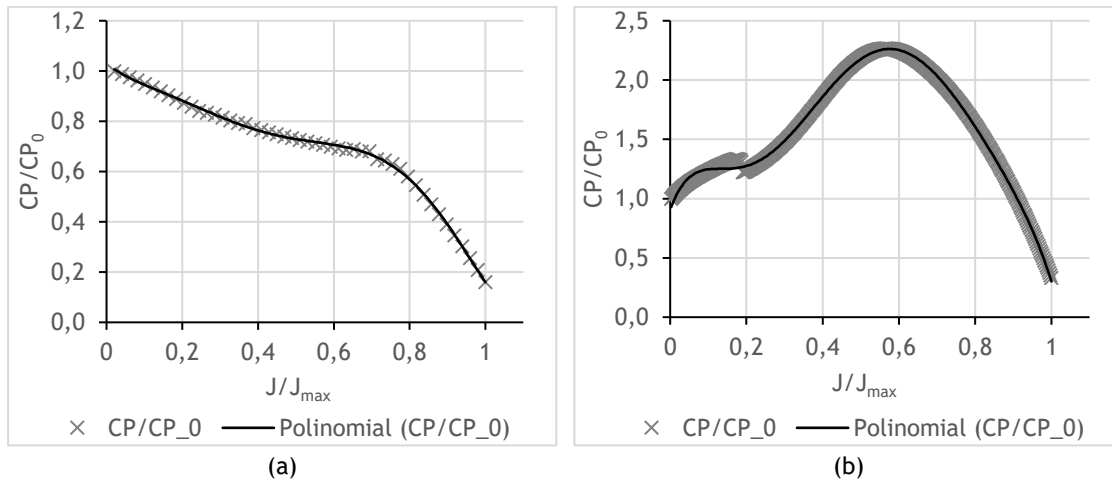 1,2
1,0
0,8
0,6
0,4
0,2
0,0
CP/CP0
0 0,2 0,4 0,6 0,8 1
J/Jmax
× CP/CP_0 Polinomial (CP/CP_0)
(a)
2,5
2,0
1,5
1,0
0,5
0,0
CP/CP0
0 0,2 0,4 0,6 0,8 1
J/Jmax
× CP/CP_0 Polinomial (CP/CP_0)
(b)